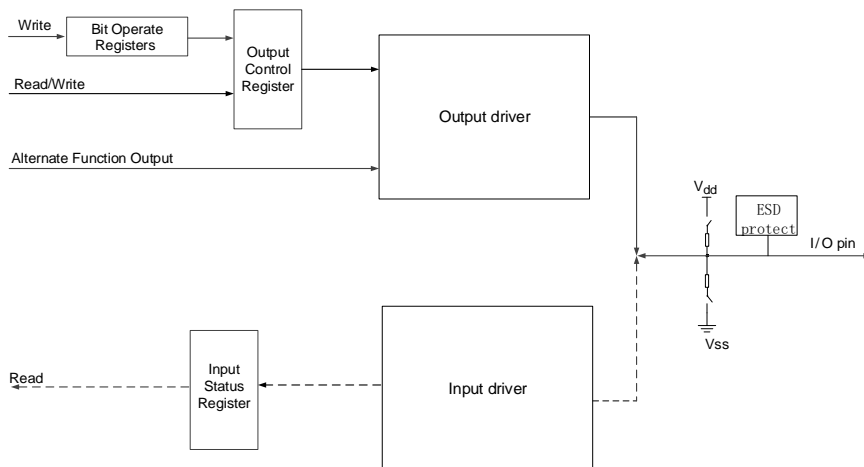 Write
Bit Operate
Registers
Output
Control
Register
Read/Write
Output driver
Alternate Function Output
Vdd
ESD
protect
I/O pin
Vss
Read
Input
Status
Register
Input driver